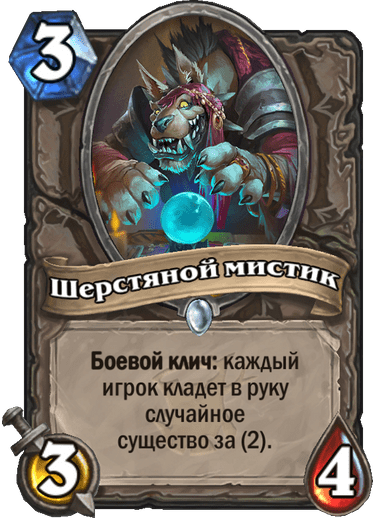 3
Шерстяной мистик
Боевой клич: каждый
игрок кладет в руку
случайное
существо за (2).
3
4